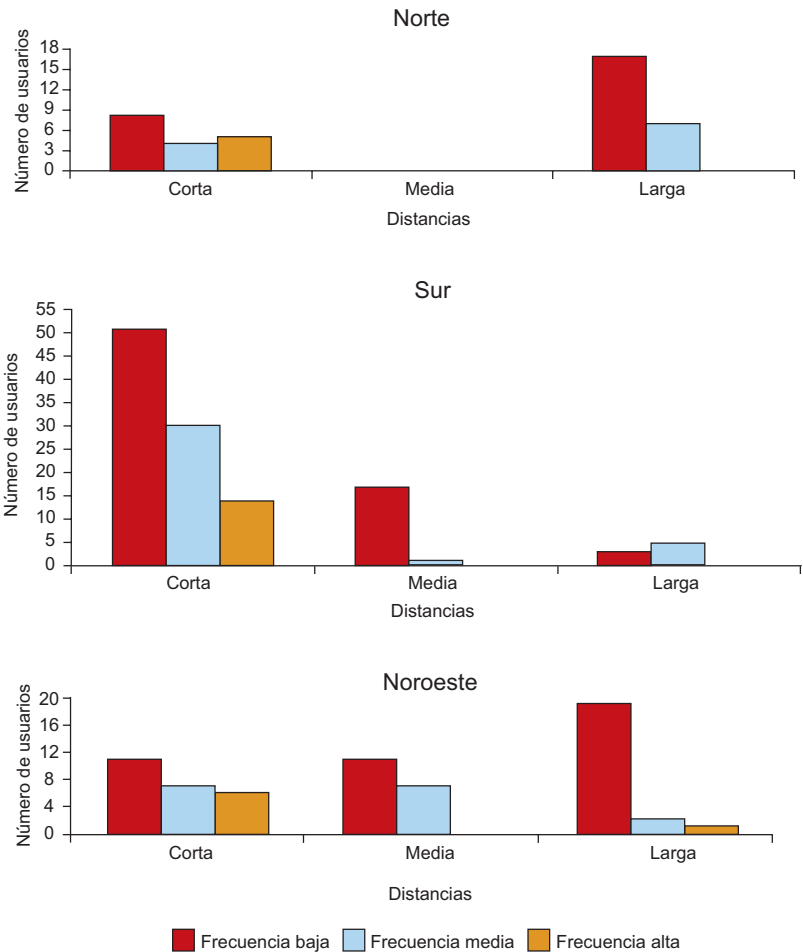 Norte
Número de usuarios
18
15
12
9
6
3
0
Corta Media Larga
Distancias
Sur
Número de usuarios
55
50
45
40
35
30
25
20
15
10
5
0
Corta Media Larga
Distancias
Noroeste
Número de usuarios
20
16
12
8
4
0
Corta Media Larga
Distancias
Frecuencia baja Frecuencia media Frecuencia alta